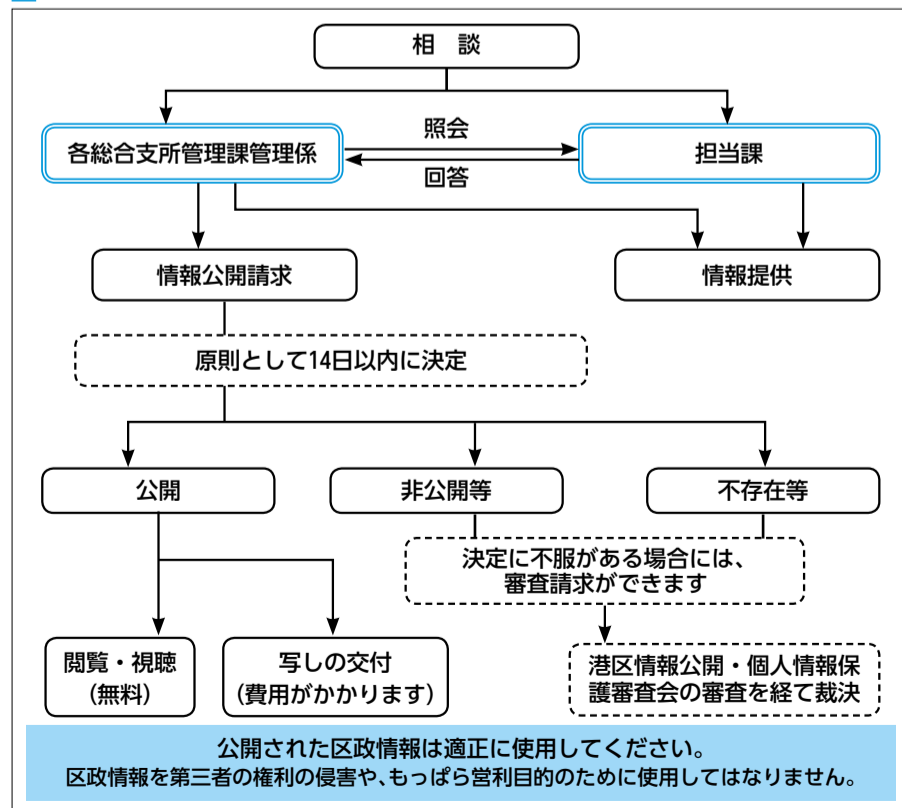 相　談
照会
各総合支所管理課管理係
担当課
回答
情報公開請求
情報提供
原則として14日以内に決定
公開
非公開等
不存在等
決定に不服がある場合には、
審査請求ができます
閲覧・視聴
(無料)
写しの交付
(費用がかかります)
港区情報公開・個人情報保
護審査会の審査を経て裁決
公開された区政情報は適正に使用してください。
区政情報を第三者の権利の侵害や、もっぱら営利目的のために使用してはなりません。